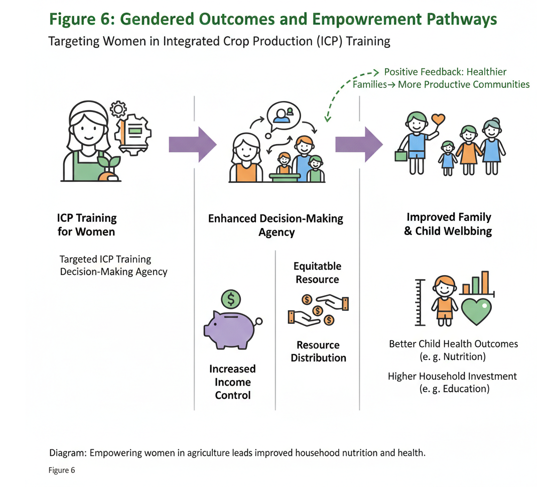 Figure 6: Gendered Outcomes and Empowrement Pathways
Targeting Women in Integrated Crop Production (ICP) Training
Positive Feedback: Healthier
Families→ More Productive Communities
ICP Training
for Women
Targeted ICP Training
Decision-Making Agency
Enhanced Decision-Making
Agency
$
Increased
Income
Control
Equitable
Resource
$
$
$
Resource
Distribution
Improved Family
& Child Welbbing
Better Child Health Outcomes
(e. g. Nutrition)
Higher Household Investment
(e. g. Education)
Diagram: Empowering women in agriculture leads improved househood nutrition and health.
Figure 6